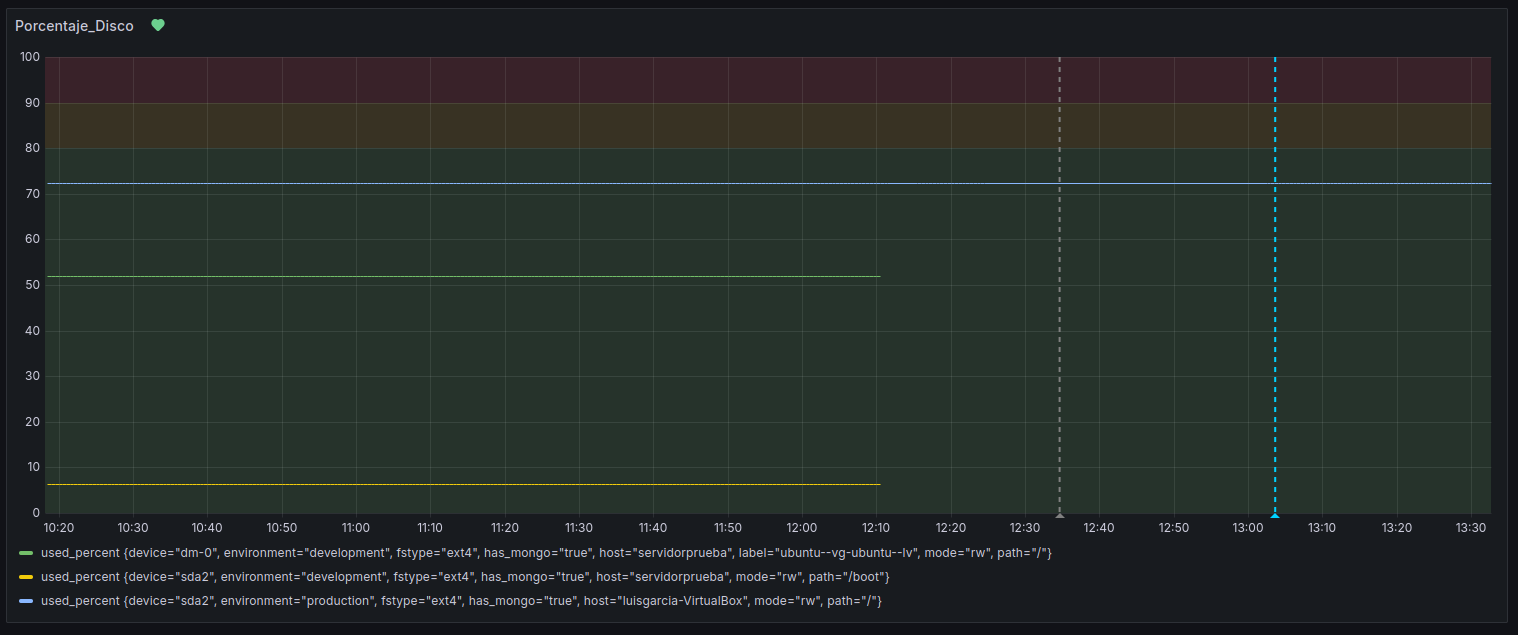 Porcentaje_Disco
100
90
80
70
60
50
40
30
20
10
0
10:20 10:30 10:40 10:50 11:00 11:10 11:20 11:30 11:40 11:50 12:00 12:10 12:20 12:30 12:40 12:50 13:00 13:10 13:20 13:30
used_percent {device="dm-0", environment="development", fstype="ext4", has_mongo="true", host="servidorprueba", label="ubuntu--vg-ubuntu--lv", mode="rw", path="/"}
used_percent {device="sda2", environment="development", fstype="ext4", has_mongo="true", host="servidorprueba", mode="rw", path="/boot"}
used_percent {device="sda2", environment="production", fstype="ext4", has_mongo="true", host="luisgarcia-VirtualBox", mode="rw", path="/"}